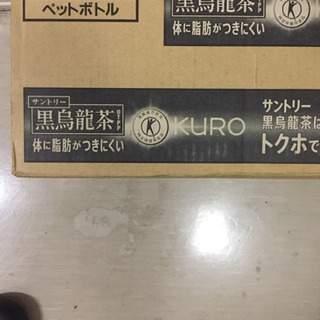 ペットボトル
黒烏龍茶
体に脂肪がつきにくい
サントリー
黒烏龍茶
体に脂肪がつきにくい
KURO
サントリー
黒烏龍茶は
トクホで